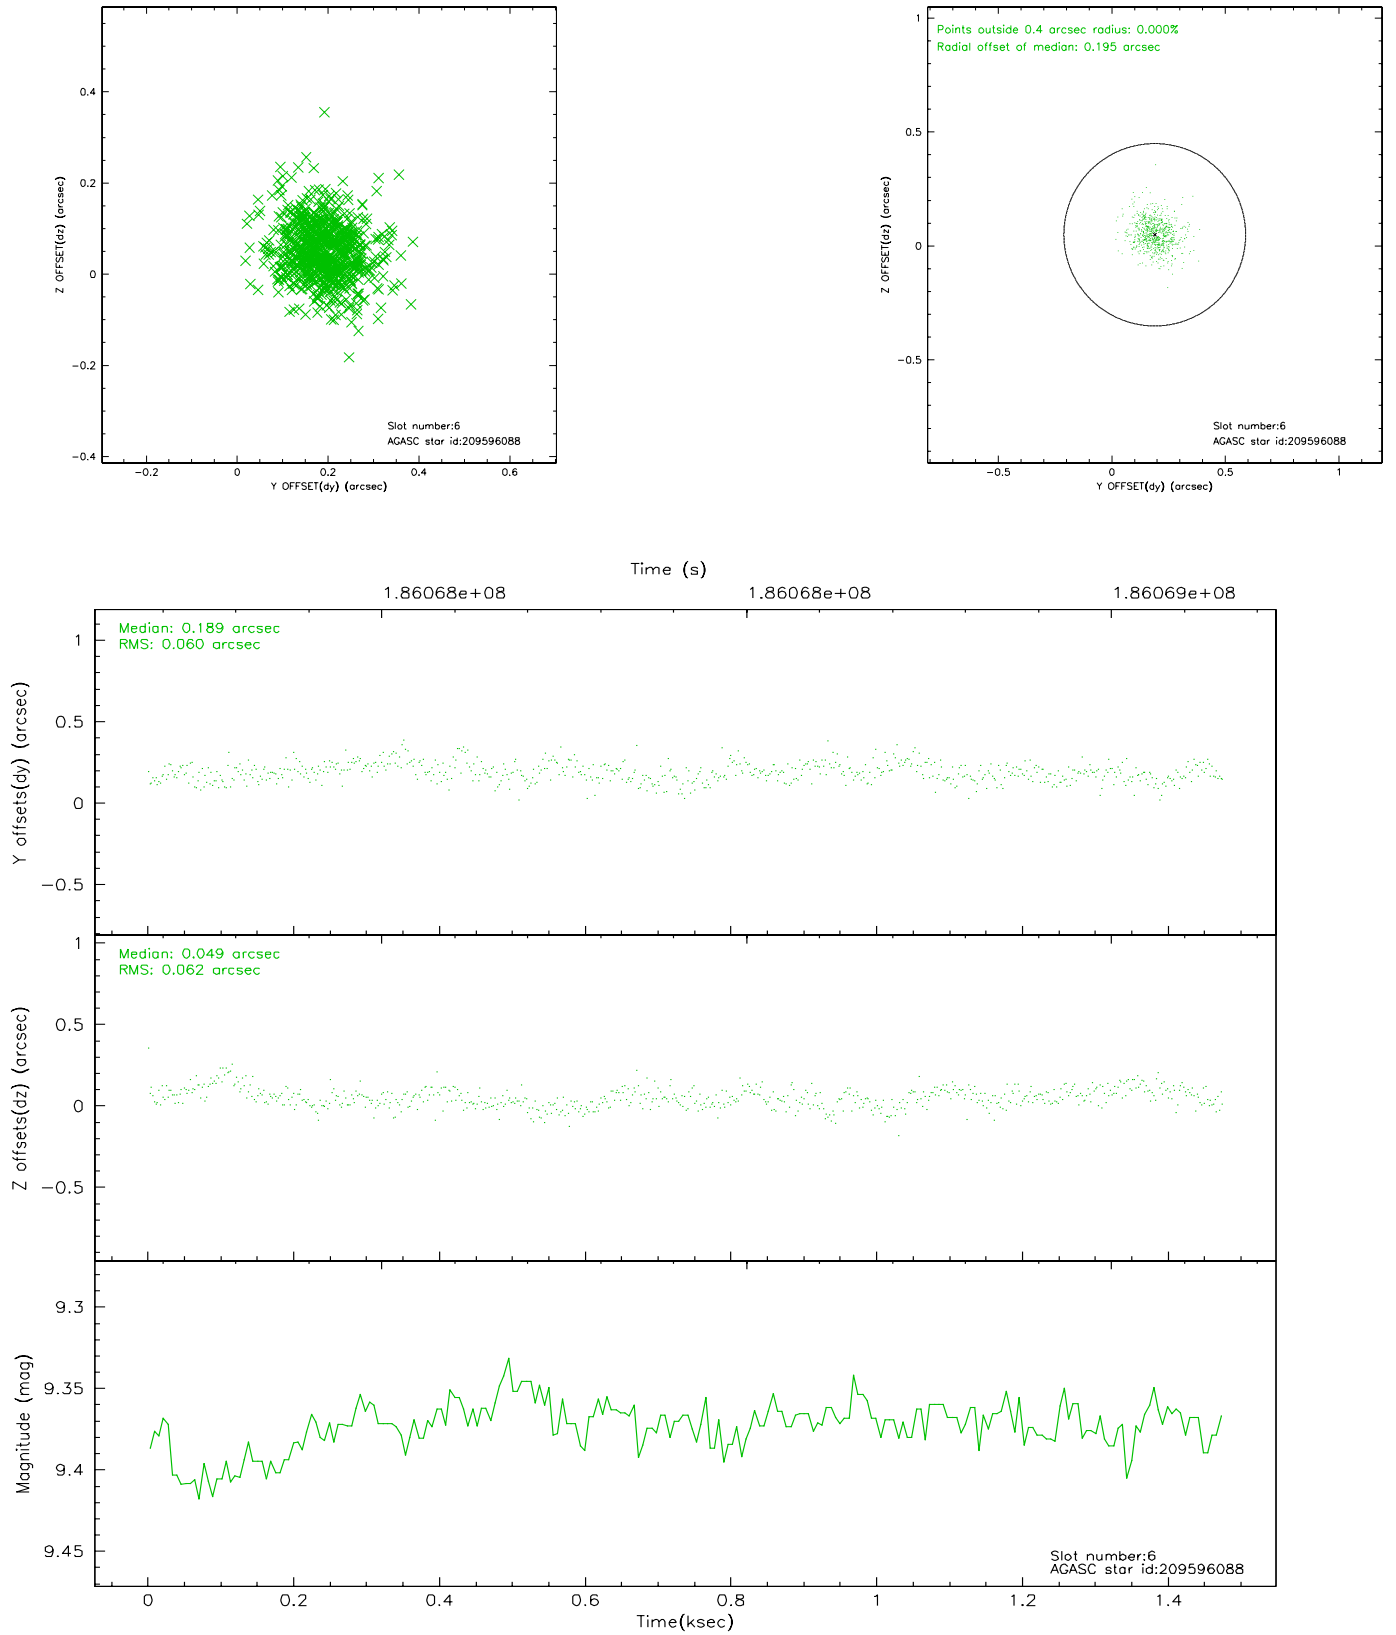 0.4
0.2
0
−0.2
−0.4
Z OFFSET(dz) (arcsec)
Slot number:6
AGASC star id:209596088
−0.2 0 0.2 0.4 0.6
Y OFFSET(dy) (arcsec)
Points outside 0.4 arcsec radius: 0.000%
Radial offset of median: 0.195 arcsec
1
0.5
0
−0.5
Z OFFSET(dz) (arcsec)
Slot number:6
AGASC star id:209596088
−0.5 0 0.5 1
Y OFFSET(dy) (arcsec)
Time (s)
1.86068e+08 1.86068e+08 1.86069e+08
Median: 0.189 arcsec
RMS: 0.060 arcsec
1
0.5
0
−0.5
Y offsets(dy) (arcsec)
Median: 0.049 arcsec
RMS: 0.062 arcsec
1
0.5
0
−0.5
Z offsets(dz) (arcsec)
9.3
9.35
9.4
9.45
Magnitude (mag)
Slot number:6
AGASC star id:209596088
0 0.2 0.4 0.6 0.8 1 1.2 1.4
Time(ksec)